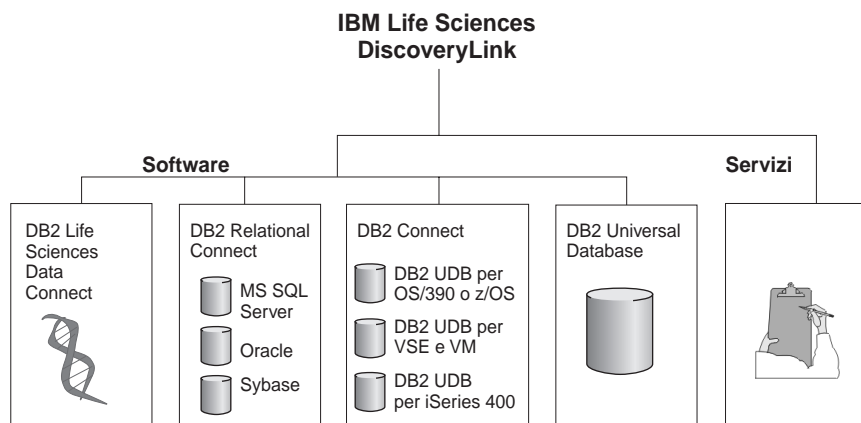 IBM Life Sciences
DiscoveryLink
Software
Servizi
DB2 Life
Sciences
Data
Connect
DB2 Relational
Connect
MS SQL
Server
Oracle
Sybase
DB2 Connect
DB2 UDB per
OS/390 o z/OS
DB2 UDB per
VSE e VM
DB2 UDB
per iSeries 400
DB2 Universal
Database